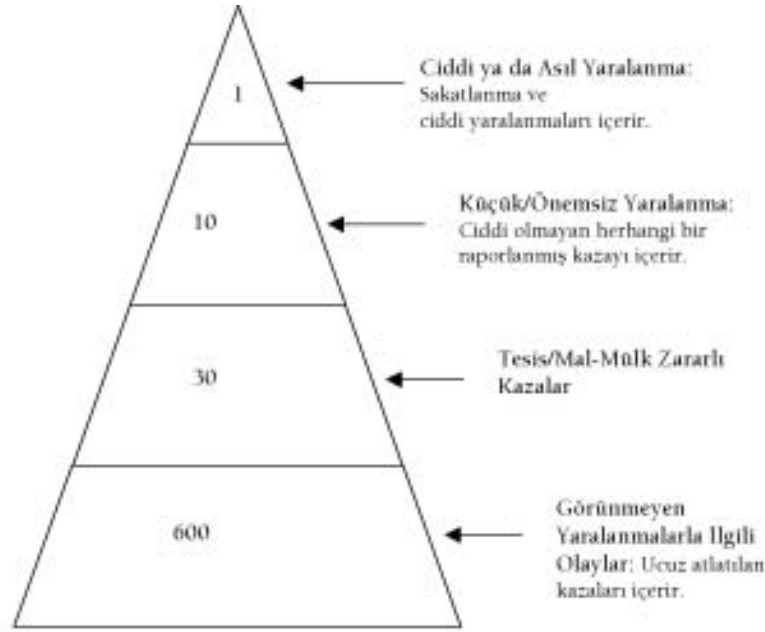 1
Ciddi ya da Asıl Yaralanma:
Sakatlanma ve
ciddi yaralanmaları içerir.
10
Küçük/Önemsiz Yaralanma:
Ciddi olmayan herhangi bir
raporlanmış kazayı içerir.
30
Tesis/Mal-Mülk Zararlı
Kazalar
600
Görünmeyen
Yaralanmalarla Ilgili
Olaylar: Ucuz atlatılan
kazaları içerir.